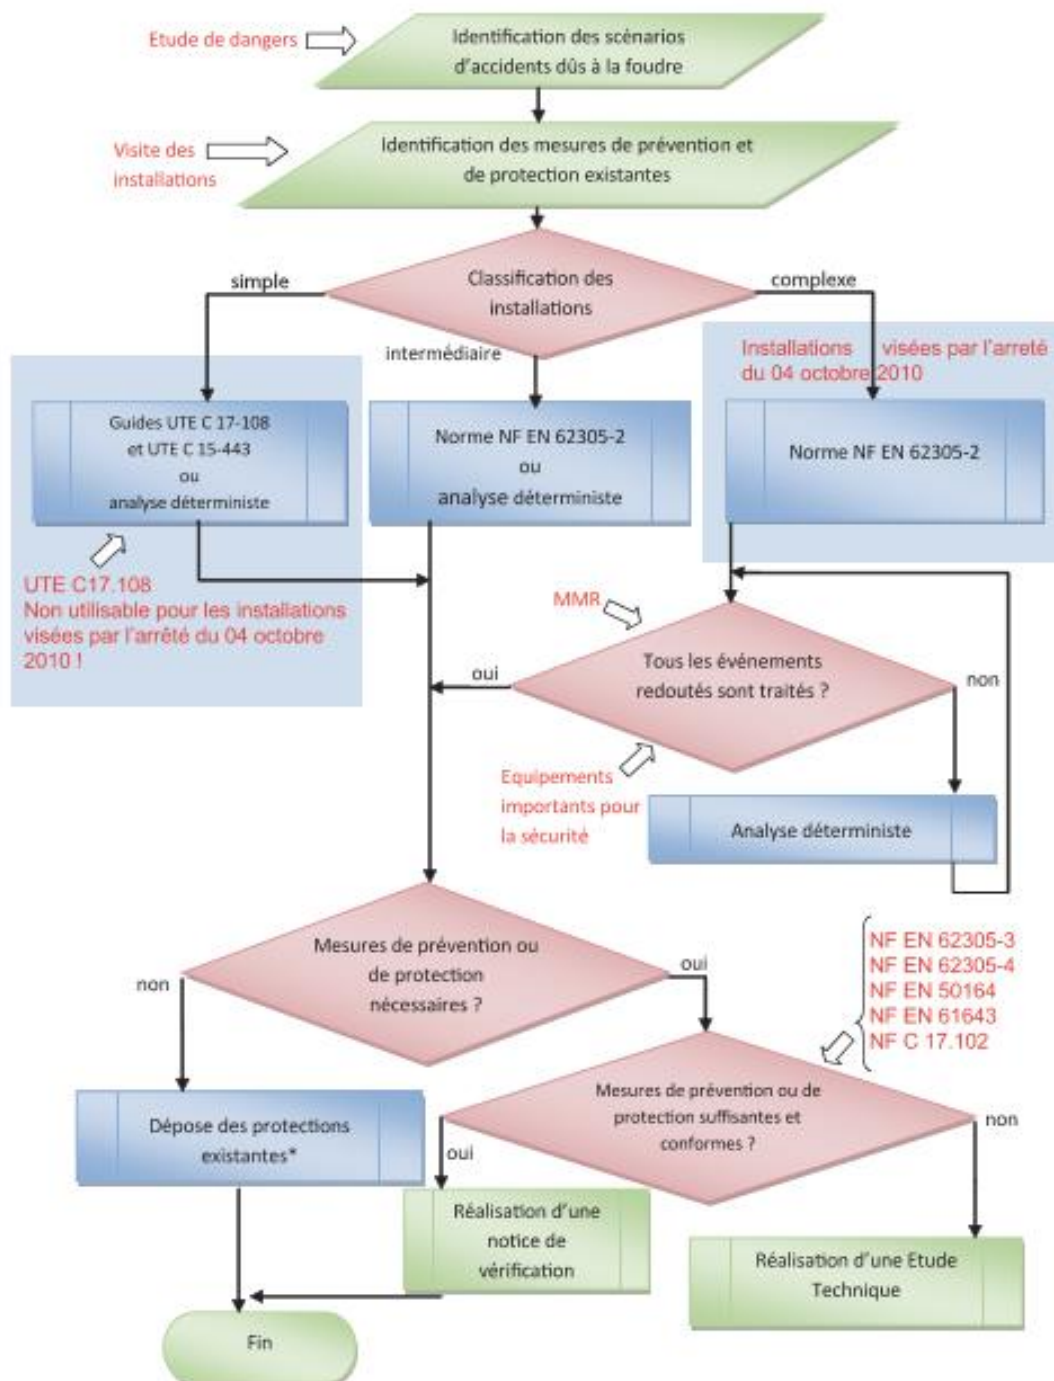 Etude de dangers
Identification des scénarios
d'accidents dûs à la foudre
Visite des
installations
Identification des mesures de prévention et
de protection existantes
Classification des
installations
simple
intermédiaire
complexe
Installations visées par l'arreté
du 04 octobre 2010
Guides UTE C 17-108
et UTE C 15-443
ou
analyse déterministe
Norme NF EN 62305-2
ou
analyse déterministe
Norme NF EN 62305-2
UTE C17.108
Non utilisable pour les installations
visées par l'arrêté du 04 octobre
2010 !
MMR
Tous les événements
redoutés sont traités ?
oui
non
Equipements
importants pour
la sécurité
Analyse déterministe
Mesures de prévention ou
de protection
nécessaires ?
non
oui
NF EN 62305-3
NF EN 62305-4
NF EN 50164
NF EN 61643
NF C 17.102
Mesures de prévention ou de
protection suffisantes et
conformes ?
oui
non
Dépose des protections
existantes*
Réalisation d'une
notice de
vérification
Réalisation d'une Etude
Technique
Fin